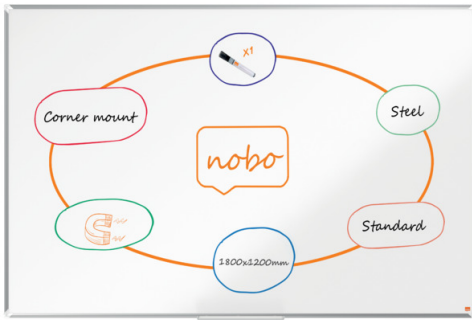 X1
Corner mount
Steel
nobo
Standard
1800x1200mm